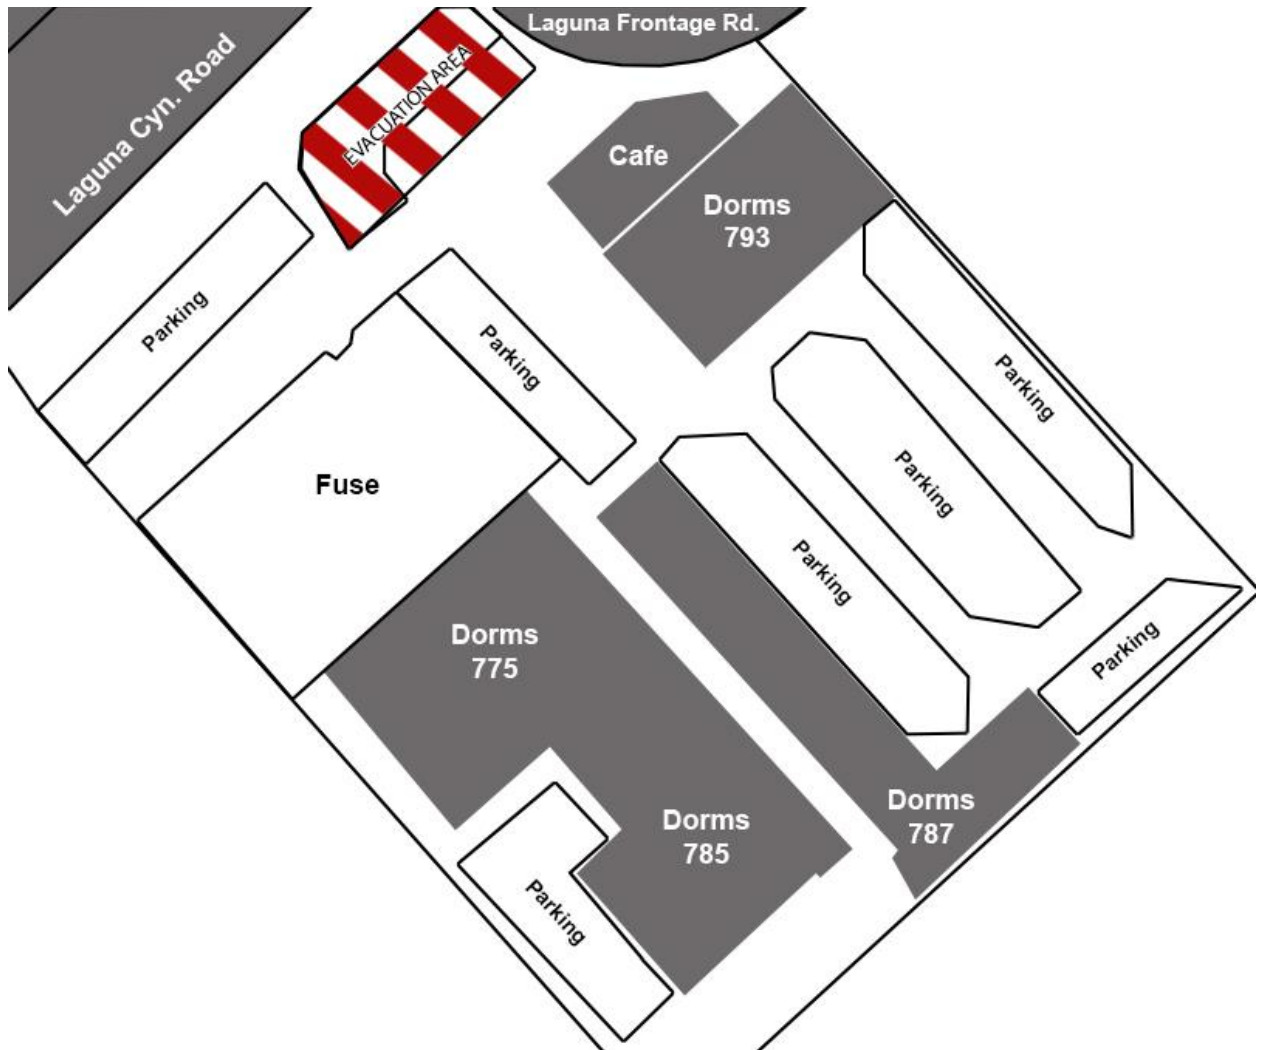 Laguna Frontage Rd.
Laguna Cyn. Road
EVACUATION AREA
Cafe
Dorms
793
Parking
Parking
Parking
Parking
Fuse
Parking
Parking
Dorms
775
Dorms
787
Dorms
785
Parking